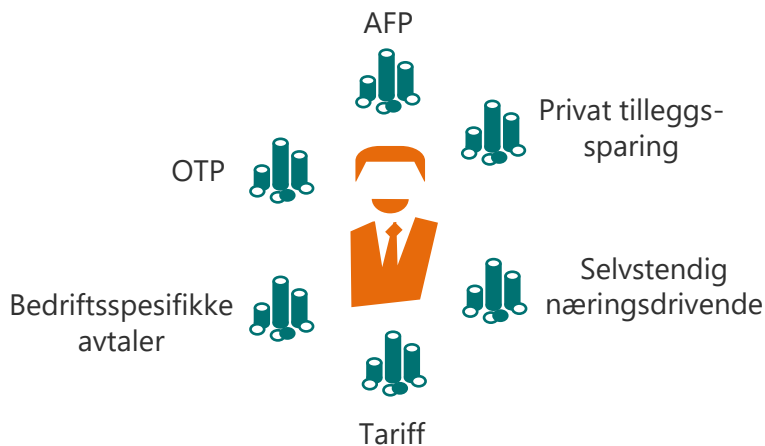 AFP
Privat tilleggs-
sparing
OTP
Selvstendig
næringsdrivende
Bedriftsspesifikke
avtaler
Tariff